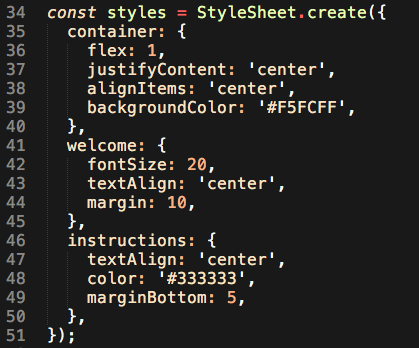 34 const styles = StyleSheet.create({
35   container: {
36     flex: 1,
37     justifyContent: 'center',
38     alignItems: 'center',
39     backgroundColor: '#F5FCFF',
40   },
41   welcome: {
42     fontSize: 20,
43     textAlign: 'center',
44     margin: 10,
45   },
46   instructions: {
47     textAlign: 'center',
48     color: '#333333',
49     marginBottom: 5,
50   },
51 });